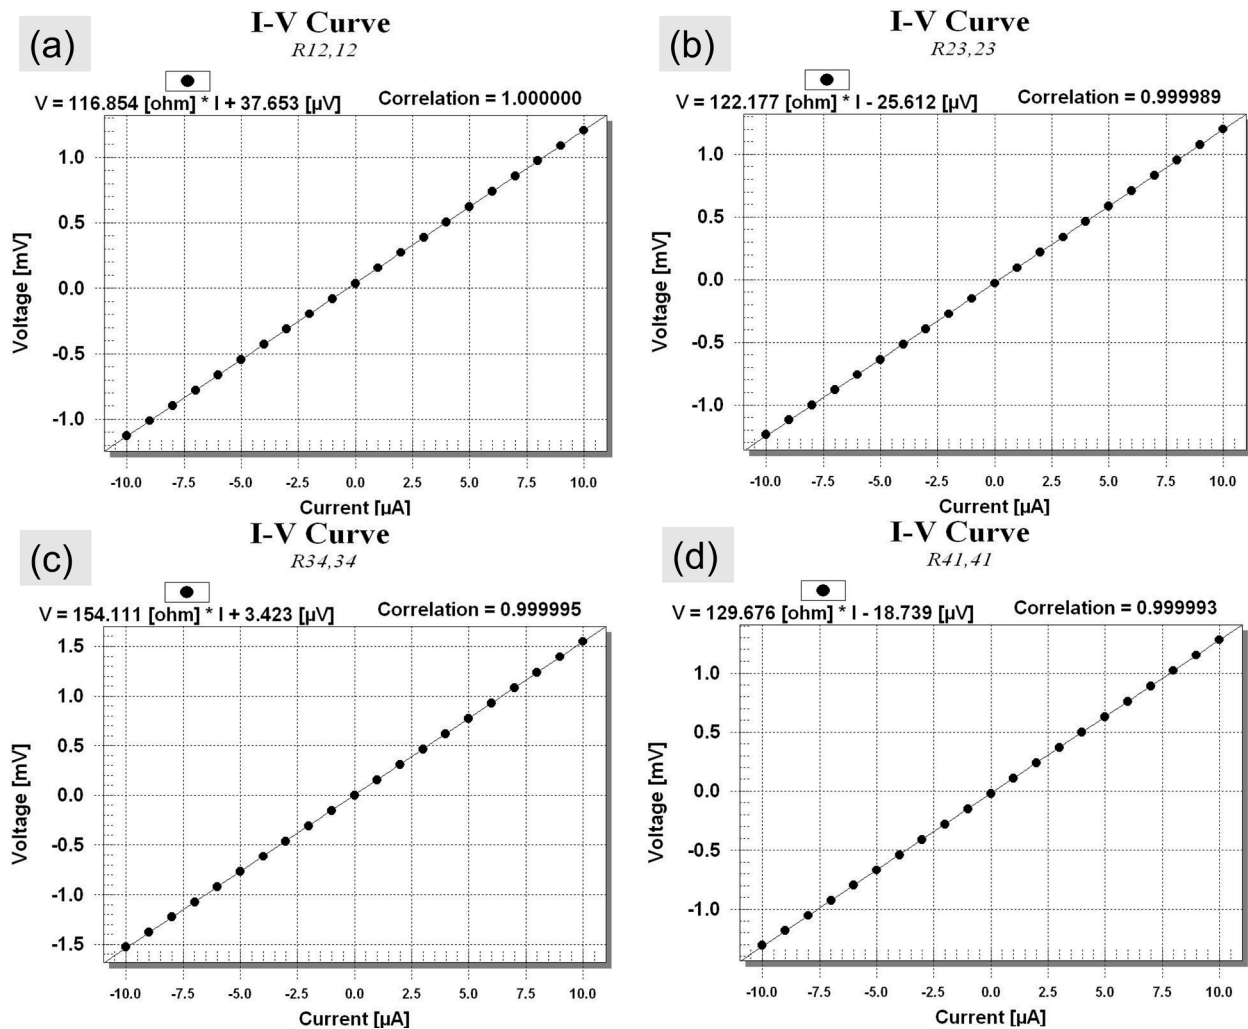 (a)
I-V Curve
R12,12
V = 116.854 [ohm] * I + 37.653 [µV]
Correlation = 1.000000
1.0
0.5
0.0
-0.5
-1.0
Voltage [mV]
-10.0 -7.5 -5.0 -2.5 0.0 2.5 5.0 7.5 10.0
Current [µA]
(b)
I-V Curve
R23,23
V = 122.177 [ohm] * I - 25.612 [µV]
Correlation = 0.999989
1.0
0.5
0.0
-0.5
-1.0
Voltage [mV]
-10.0 -7.5 -5.0 -2.5 0.0 2.5 5.0 7.5 10.0
Current [µA]
(c)
I-V Curve
R34,34
V = 154.111 [ohm] * I + 3.423 [µV]
Correlation = 0.999995
1.5
1.0
0.5
0.0
-0.5
-1.0
-1.5
Voltage [mV]
-10.0 -7.5 -5.0 -2.5 0.0 2.5 5.0 7.5 10.0
Current [µA]
(d)
I-V Curve
R41,41
V = 129.676 [ohm] * I - 18.739 [µV]
Correlation = 0.999993
1.0
0.5
0.0
-0.5
-1.0
Voltage [mV]
-10.0 -7.5 -5.0 -2.5 0.0 2.5 5.0 7.5 10.0
Current [µA]